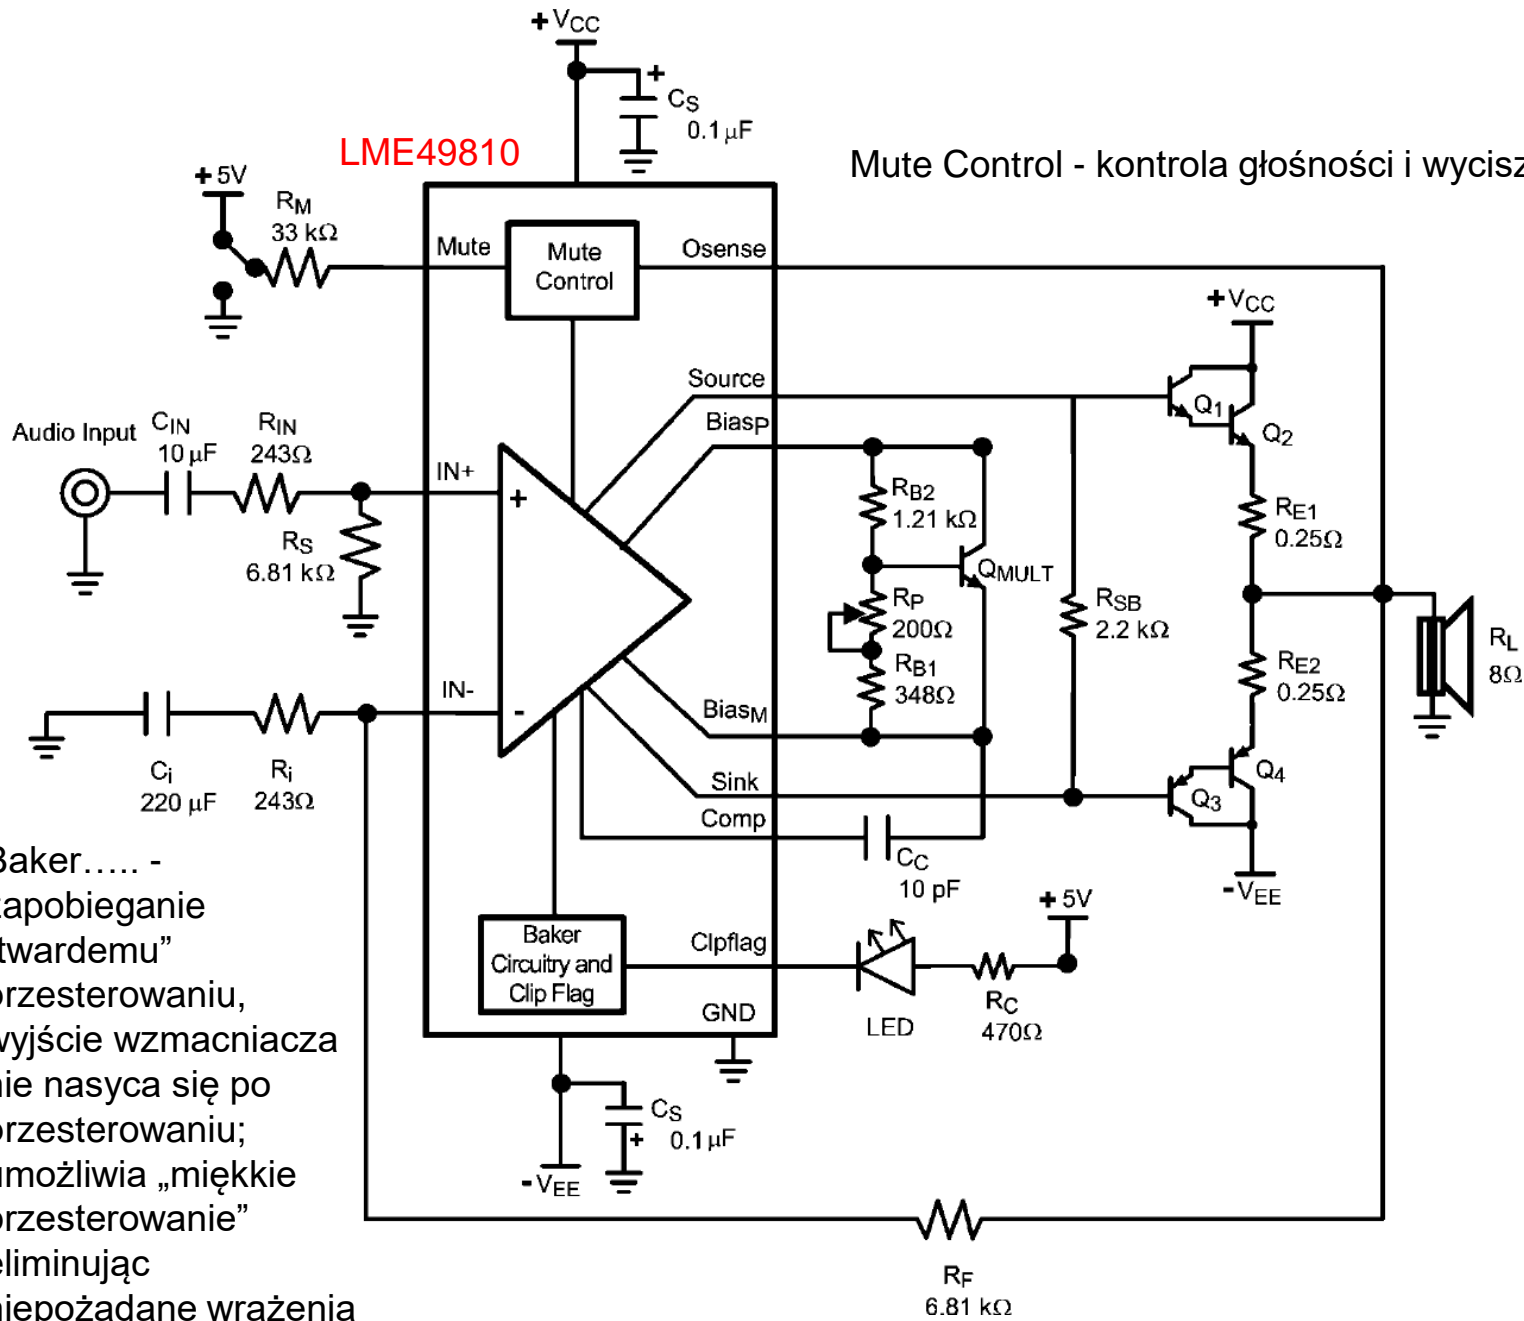 +VCC
+
CS
0.1 µF
LME49810
Mute Control - kontrola głośności i wycisz
+ 5V
RM
33 kΩ
Mute
Mute
Control
Osense
+VCC
Source
BiasP
Q1
Q2
Audio Input
CIN
10 µF
RIN
243Ω
IN+
+
RS
6.81 kΩ
RB2
1.21 kΩ
QMULT
RP
200Ω
RB1
348Ω
RSB
2.2 kΩ
RE1
0.25Ω
RE2
0.25Ω
RL
8Ω
IN-
-
BiasM
Ci
220 µF
Ri
243Ω
Sink
Comp
Q3
Q4
-VEE
CC
10 pF
Baker….. -
zapobieganie
twardemu”
przesterowaniu,
wyjście wzmacniacza
nie nasyca się po
przesterowaniu;
umożliwia „miękkie
przesterowanie”
eliminując
niepożądane wrażenia
Baker
Circuitry and
Clip Flag
Clpflag
GND
LED
RC
470Ω
+ 5V
CS
0.1 µF
+
-VEE
RF
6.81 kΩ